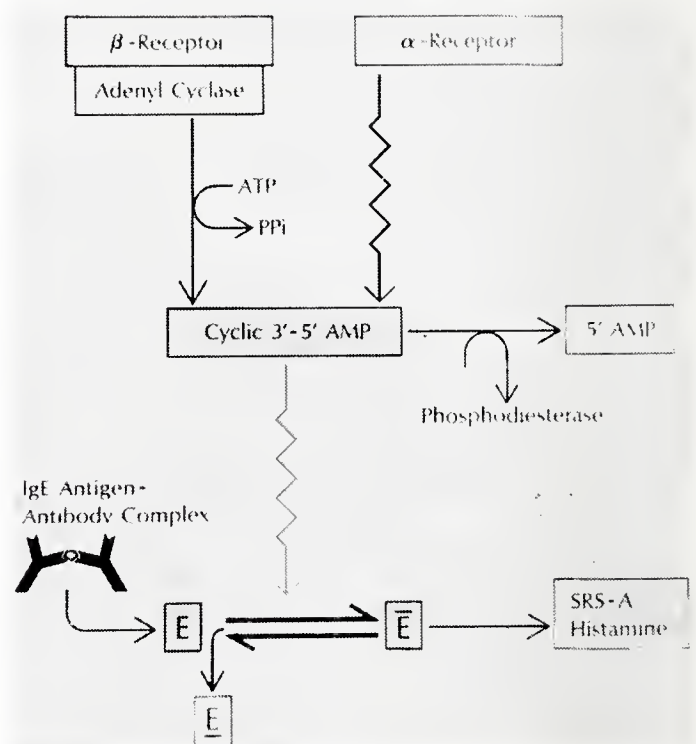 β-Receptor
α-Receptor
Adenyl Cyclase
ATP
PPi
Cyclic 3'-5' AMP
5' AMP
Phosphodiesterase
IgE Antigen-
Antibody Complex
E
E̅
SRS-A
Histamine
E̲